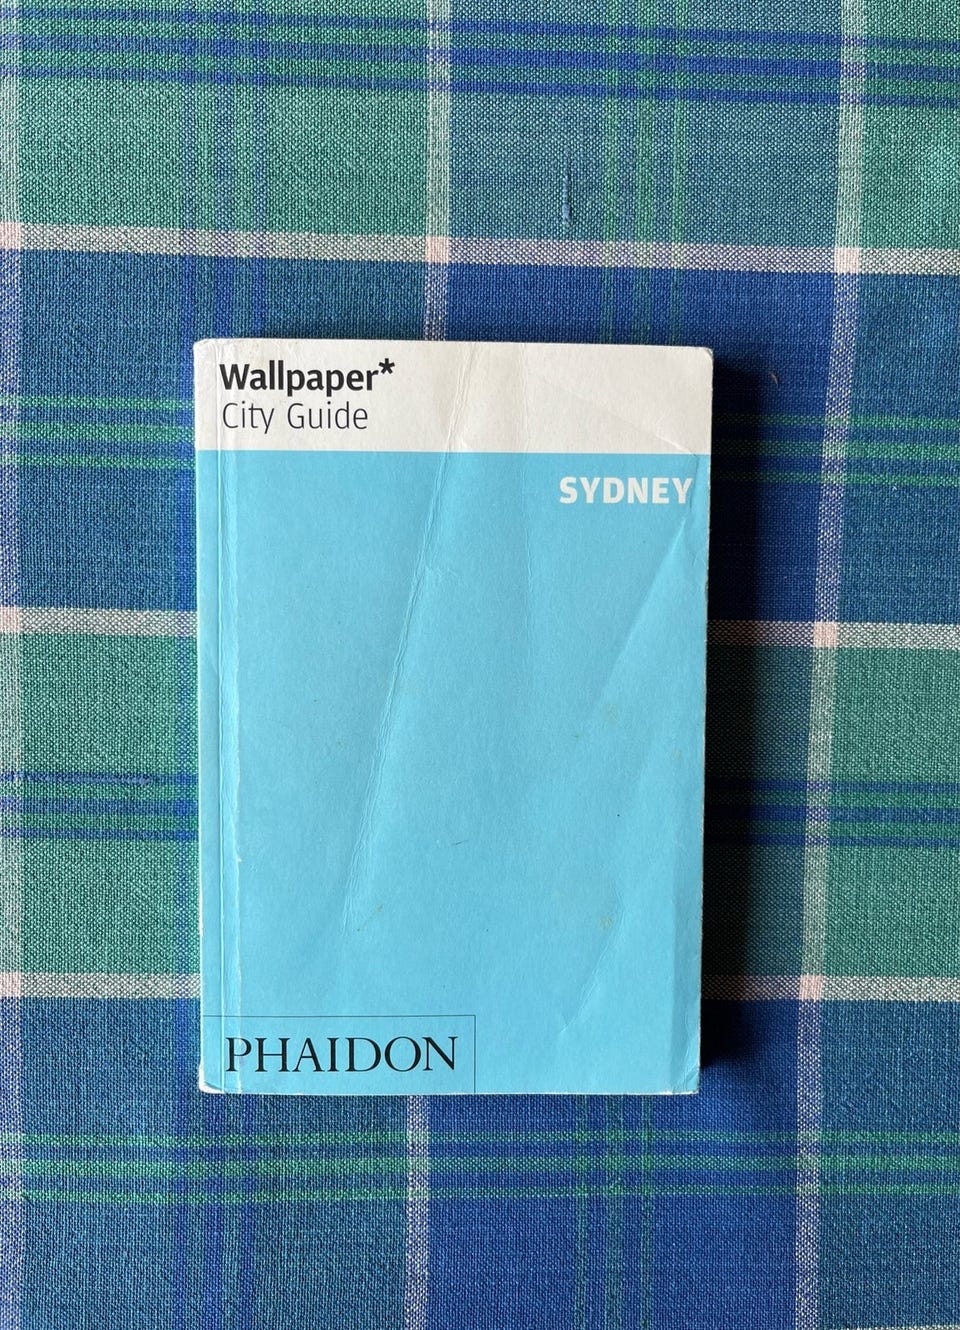 Wallpaper*
City Guide
SYDNEY
PHAIDON